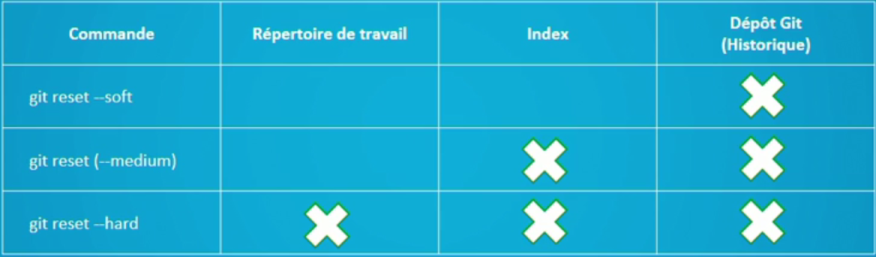 Commande
Répertoire de travail
Index
Dépôt Git
(Historique)
git reset --soft
git reset (--medium)
git reset --hard